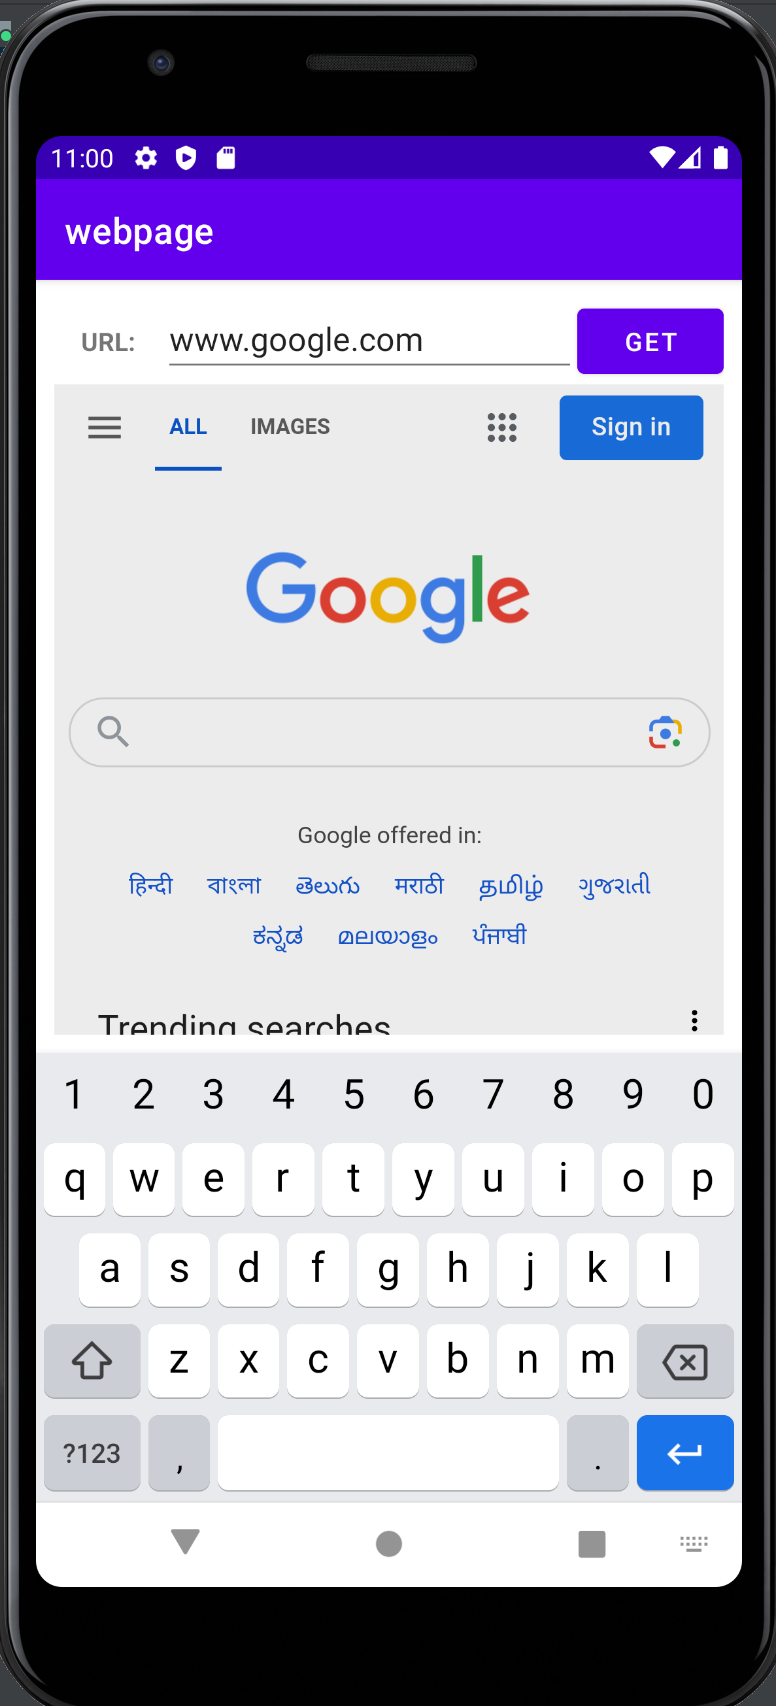 11:00
webpage
URL: www.google.com GET
ALL IMAGES Sign in
Google
Google offered in:
हिन्दी বাংলা తెలుగు मराठी தமிழ் ગુજરાતી
ಕನ್ನಡ മലയാളം ਪੰਜਾਬੀ
Trending searches
1 2 3 4 5 6 7 8 9 0
q w e r t y u i o p
a s d f g h j k l
z x c v b n m
?123 , .